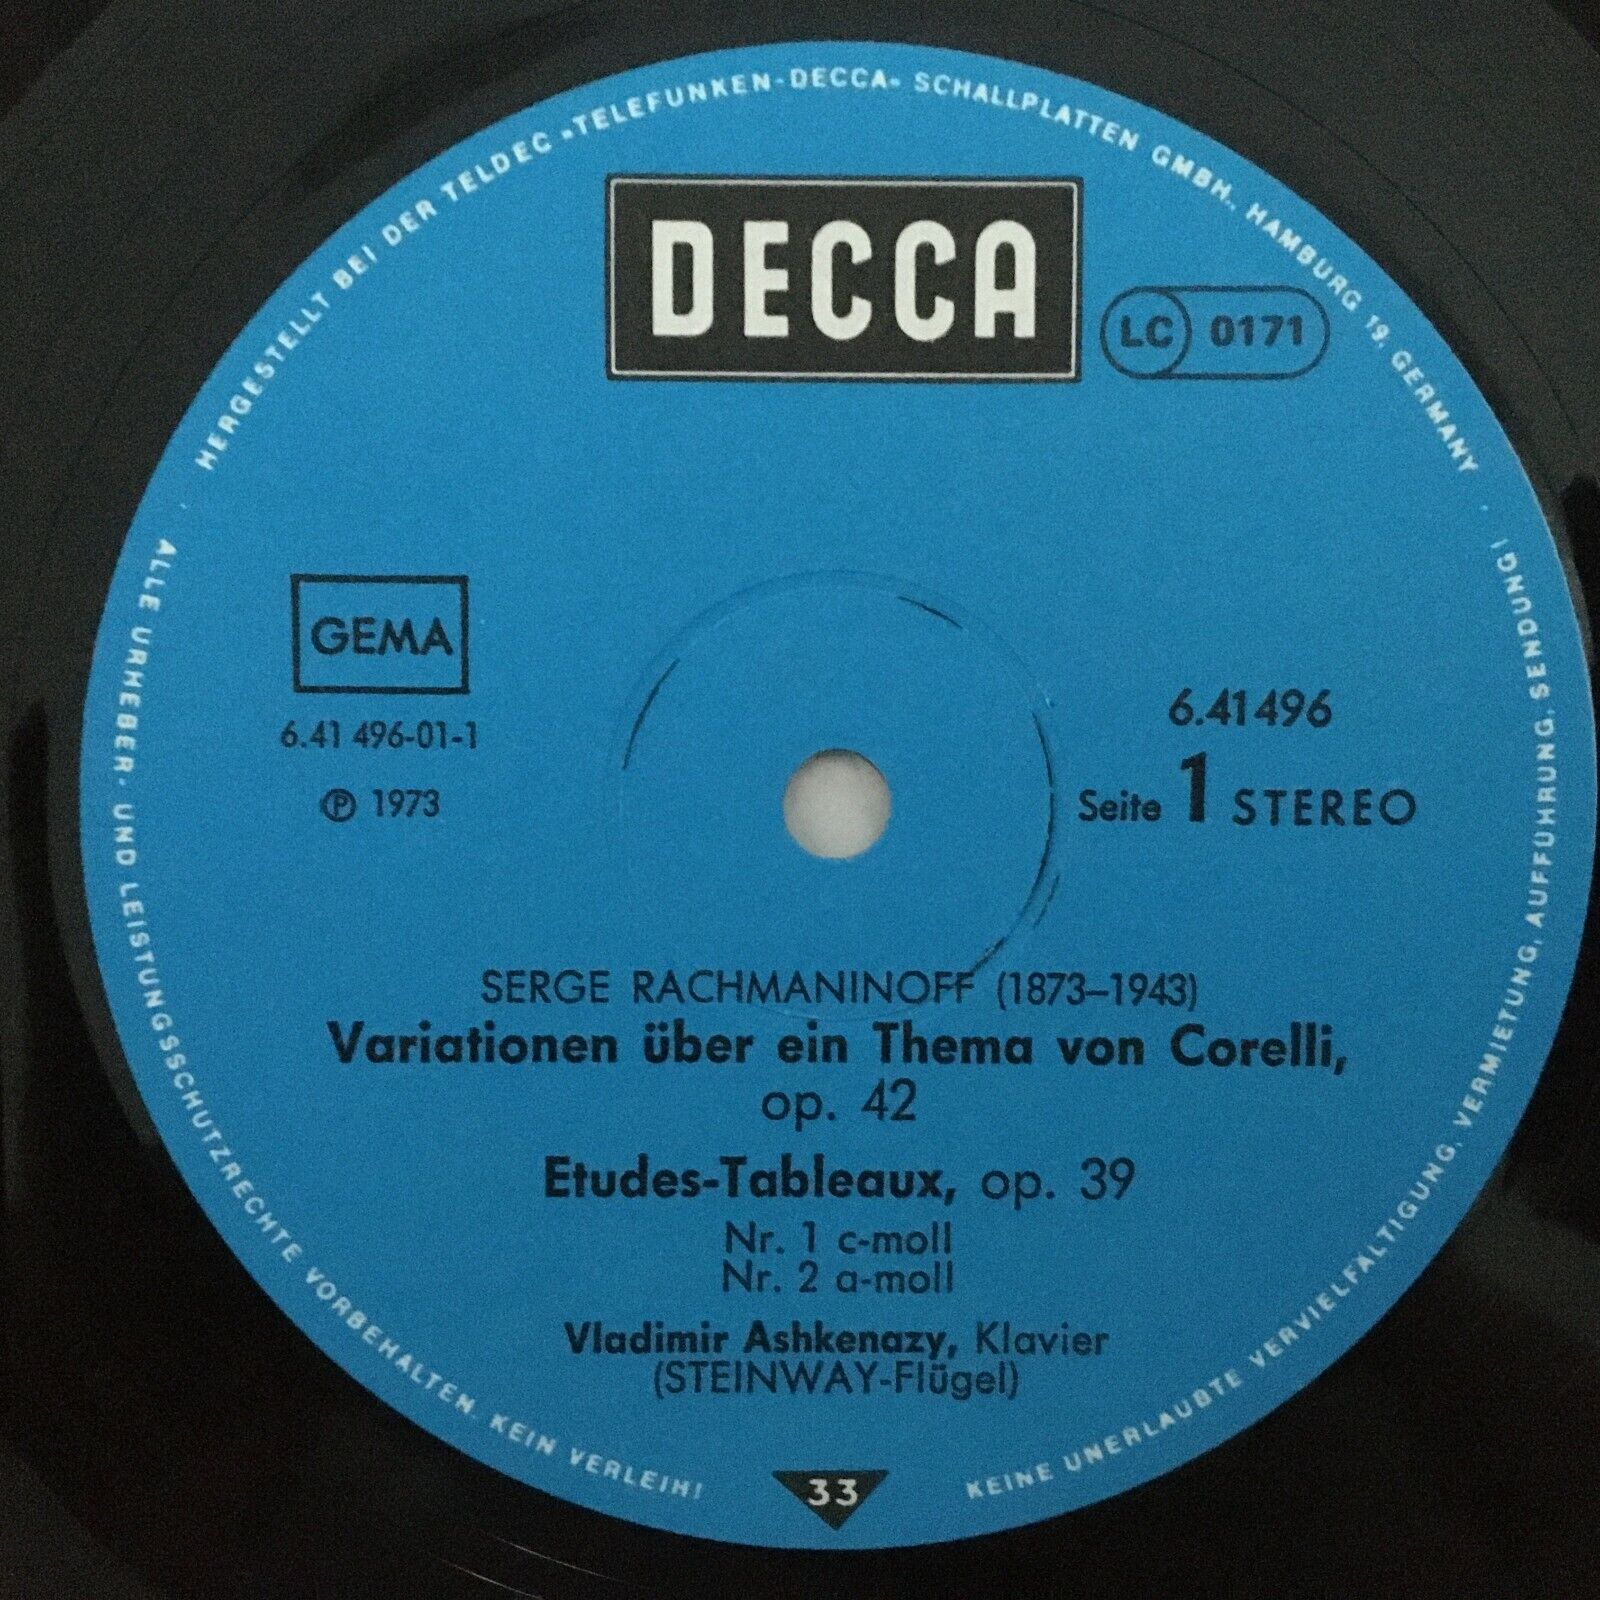 HERGESTELLT BEI DER TELDEC »TELEFUNKEN-DECCA« SCHALLPLATTEN GMBH., HAMBURG 19, GERMANY
DECCA
LC 0171
GEMA
6.41 496-01-1
℗ 1973
6.41496
Seite 1 STEREO
SERGE RACHMANINOFF (1873–1943)
Variationen über ein Thema von Corelli,
op. 42
Etudes-Tableaux, op. 39
Nr. 1 c-moll
Nr. 2 a-moll
Vladimir Ashkenazy, Klavier
(STEINWAY-Flügel)
33
ALLE URHEBER- UND LEISTUNGSSCHUTZRECHTE VORBEHALTEN. KEIN VERLEIH!
KEINE UNERLAUBTE VERVIELFÄLTIGUNG, VERMIETUNG, AUFFÜHRUNG, SENDUNG!